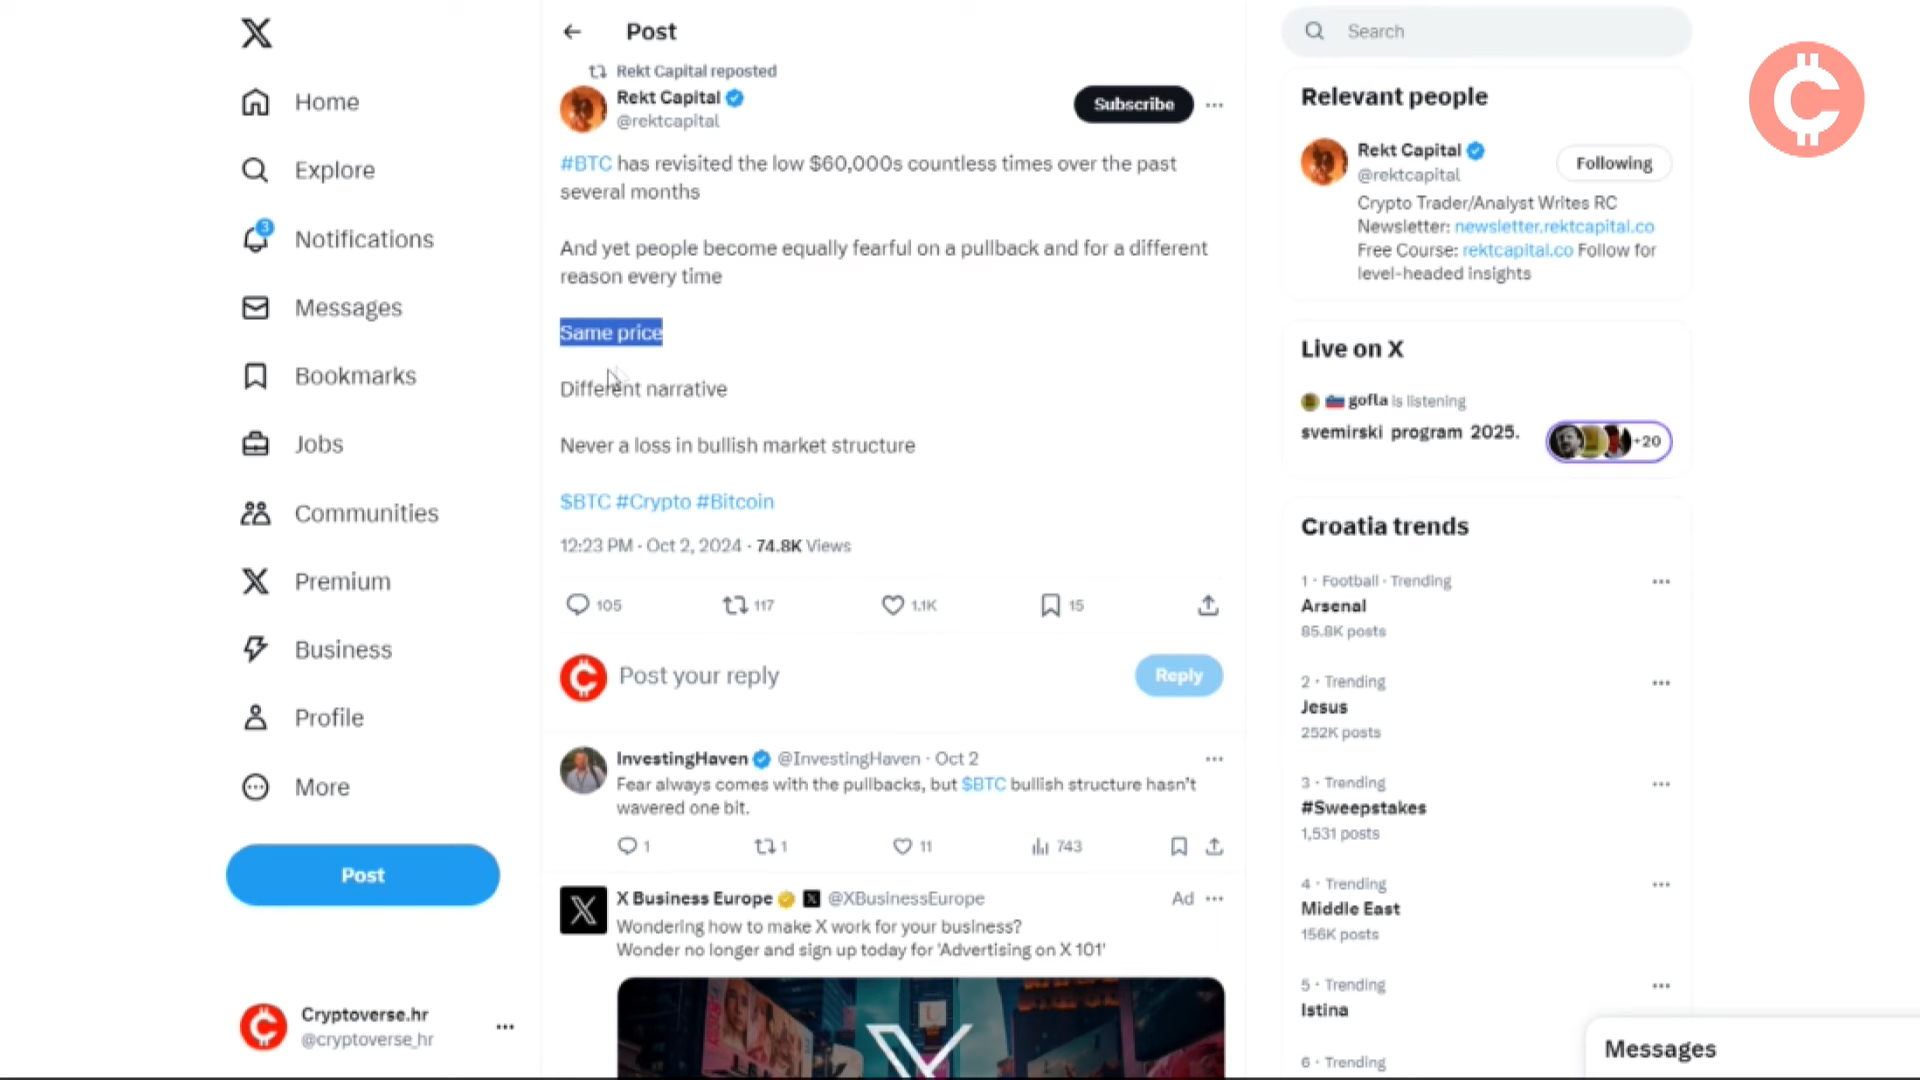 Home
Explore
3
Notifications
Messages
Bookmarks
Jobs
Communities
Premium
Business
Profile
More
Post
Cryptoverse.hr
@cryptoverse_hr
Post
Rekt Capital reposted
Rekt Capital
@rektcapital
Subscribe
#BTC has revisited the low $60,000s countless times over the past
several months
And yet people become equally fearful on a pullback and for a different
reason every time
Same price
Different narrative
Never a loss in bullish market structure
$BTC #Crypto #Bitcoin
12:23 PM · Oct 2, 2024 · 74.8K Views
105 117 1.1K 15
Post your reply
Reply
InvestingHaven @InvestingHaven · Oct 2
Fear always comes with the pullbacks, but $BTC bullish structure hasn't
wavered one bit.
1 1 11 743
X Business Europe @XBusinessEurope Ad
Wondering how to make X work for your business?
Wonder no longer and sign up today for 'Advertising on X 101'
Search
Relevant people
Rekt Capital
@rektcapital
Following
Crypto Trader/Analyst Writes RC
Newsletter: newsletter.rektcapital.co
Free Course: rektcapital.co Follow for
level-headed insights
Live on X
gofla is listening
svemirski program 2025.
+20
Croatia trends
1 · Football · Trending
Arsenal
85.8K posts
2 · Trending
Jesus
252K posts
3 · Trending
#Sweepstakes
1,531 posts
4 · Trending
Middle East
156K posts
5 · Trending
Istina
6 · Trending
Messages